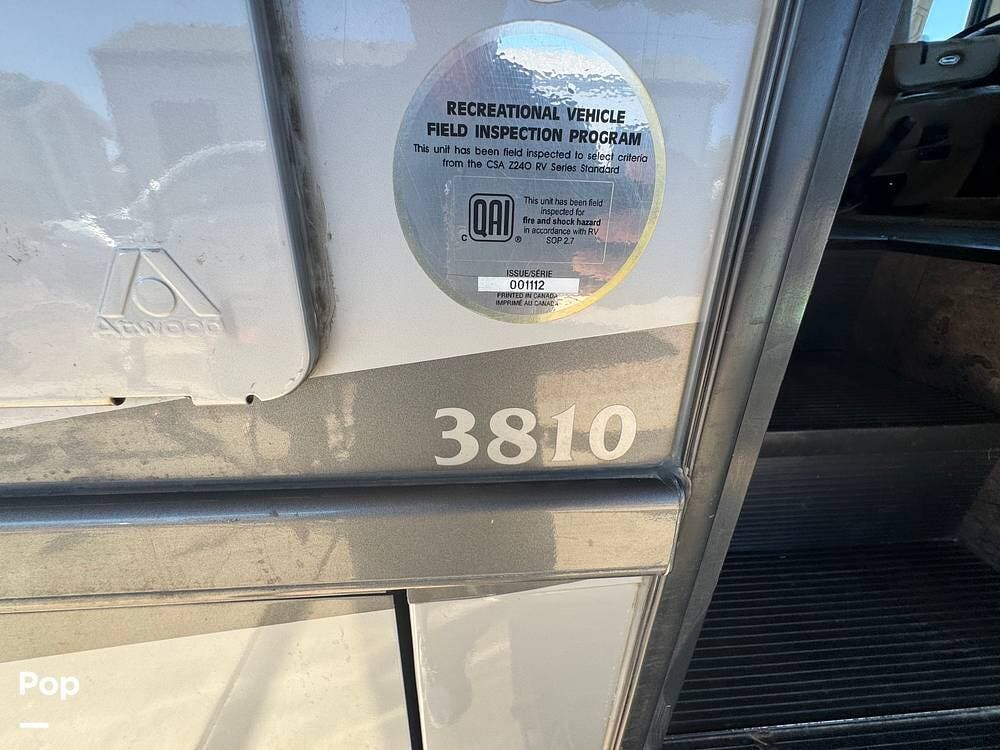 RECREATIONAL VEHICLE
FIELD INSPECTION PROGRAM
This unit has been field inspected to select criteria
from the CSA Z240 RV Series Standard
QAI
C ®
This unit has been field
inspected for
fire and shock hazard
in accordance with RV
SOP 2.7
ISSUE/SÉRIE
001112
PRINTED IN CANADA
IMPRIMÉ AU CANADA
Atwood
3810
Pop